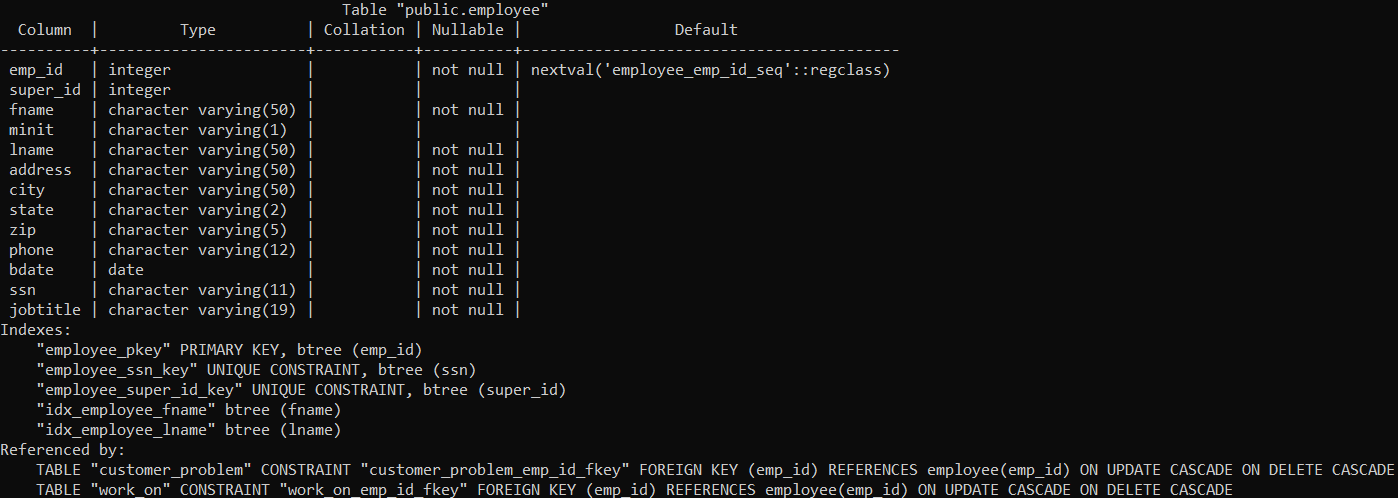 Table "public.employee"
  Column  |         Type          | Collation | Nullable |                 Default
----------+-----------------------+-----------+----------+------------------------------------------
 emp_id   | integer               |           | not null | nextval('employee_emp_id_seq'::regclass)
 super_id | integer               |           |          |
 fname    | character varying(50) |           | not null |
 minit    | character varying(1)  |           |          |
 lname    | character varying(50) |           | not null |
 address  | character varying(50) |           | not null |
 city     | character varying(50) |           | not null |
 state    | character varying(2)  |           | not null |
 zip      | character varying(5)  |           | not null |
 phone    | character varying(12) |           | not null |
 bdate    | date                  |           | not null |
 ssn      | character varying(11) |           | not null |
 jobtitle | character varying(19) |           | not null |
Indexes:
    "employee_pkey" PRIMARY KEY, btree (emp_id)
    "employee_ssn_key" UNIQUE CONSTRAINT, btree (ssn)
    "employee_super_id_key" UNIQUE CONSTRAINT, btree (super_id)
    "idx_employee_fname" btree (fname)
    "idx_employee_lname" btree (lname)
Referenced by:
    TABLE "customer_problem" CONSTRAINT "customer_problem_emp_id_fkey" FOREIGN KEY (emp_id) REFERENCES employee(emp_id) ON UPDATE CASCADE ON DELETE CASCADE
    TABLE "work_on" CONSTRAINT "work_on_emp_id_fkey" FOREIGN KEY (emp_id) REFERENCES employee(emp_id) ON UPDATE CASCADE ON DELETE CASCADE